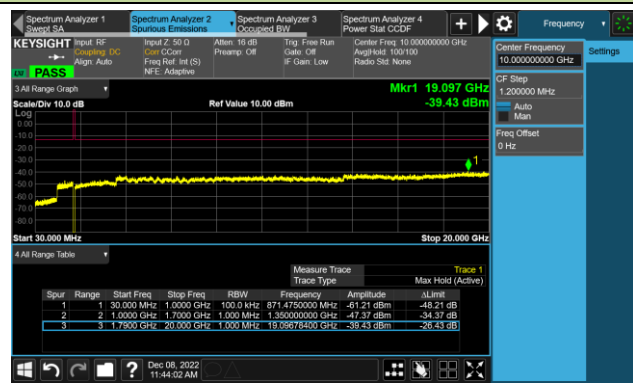 Spectrum Analyzer 1
Swept SA
Spectrum Analyzer 2
Spurious Emissions
Spectrum Analyzer 3
Occupied BW
Spectrum Analyzer 4
Power Stat CCDF
Frequency
KEYSIGHT
Input: RF
Coupling: DC
Align: Auto
Input Z: 50 Ω
Corr CCorr
Freq Ref: Int (S)
NFE: Adaptive
Atten: 16 dB
Preamp: Off
Trig: Free Run
Gate: Off
IF Gain: Low
Center Freq: 10.000000000 GHz
Avg|Hold: 100/100
Radio Std: None
PASS
Center Frequency
10.000000000 GHz
Settings
CF Step
1.200000 MHz
Auto
Man
Freq Offset
0 Hz
3 All Range Graph
Mkr1 19.097 GHz
Scale/Div 10.0 dB
Ref Value 10.00 dBm
-39.43 dBm
Log
0.00
-10.0
-20.0
-30.0
-40.0
-50.0
-60.0
-70.0
-80.0
1
Start 30.000 MHz
Stop 20.000 GHz
4 All Range Table
Measure Trace Trace 1
Trace Type Max Hold (Active)
Spur Range Start Freq Stop Freq RBW Frequency Amplitude ΔLimit
1 1 30.000 MHz 1.0000 GHz 100.0 kHz 871.4750000 MHz -61.21 dBm -48.21 dB
2 2 1.0000 GHz 1.7000 GHz 1.000 MHz 1.350000000 GHz -47.37 dBm -34.37 dB
3 3 1.7900 GHz 20.000 GHz 1.000 MHz 19.09678400 GHz -39.43 dBm -26.43 dB
Dec 08, 2022
11:44:02 AM